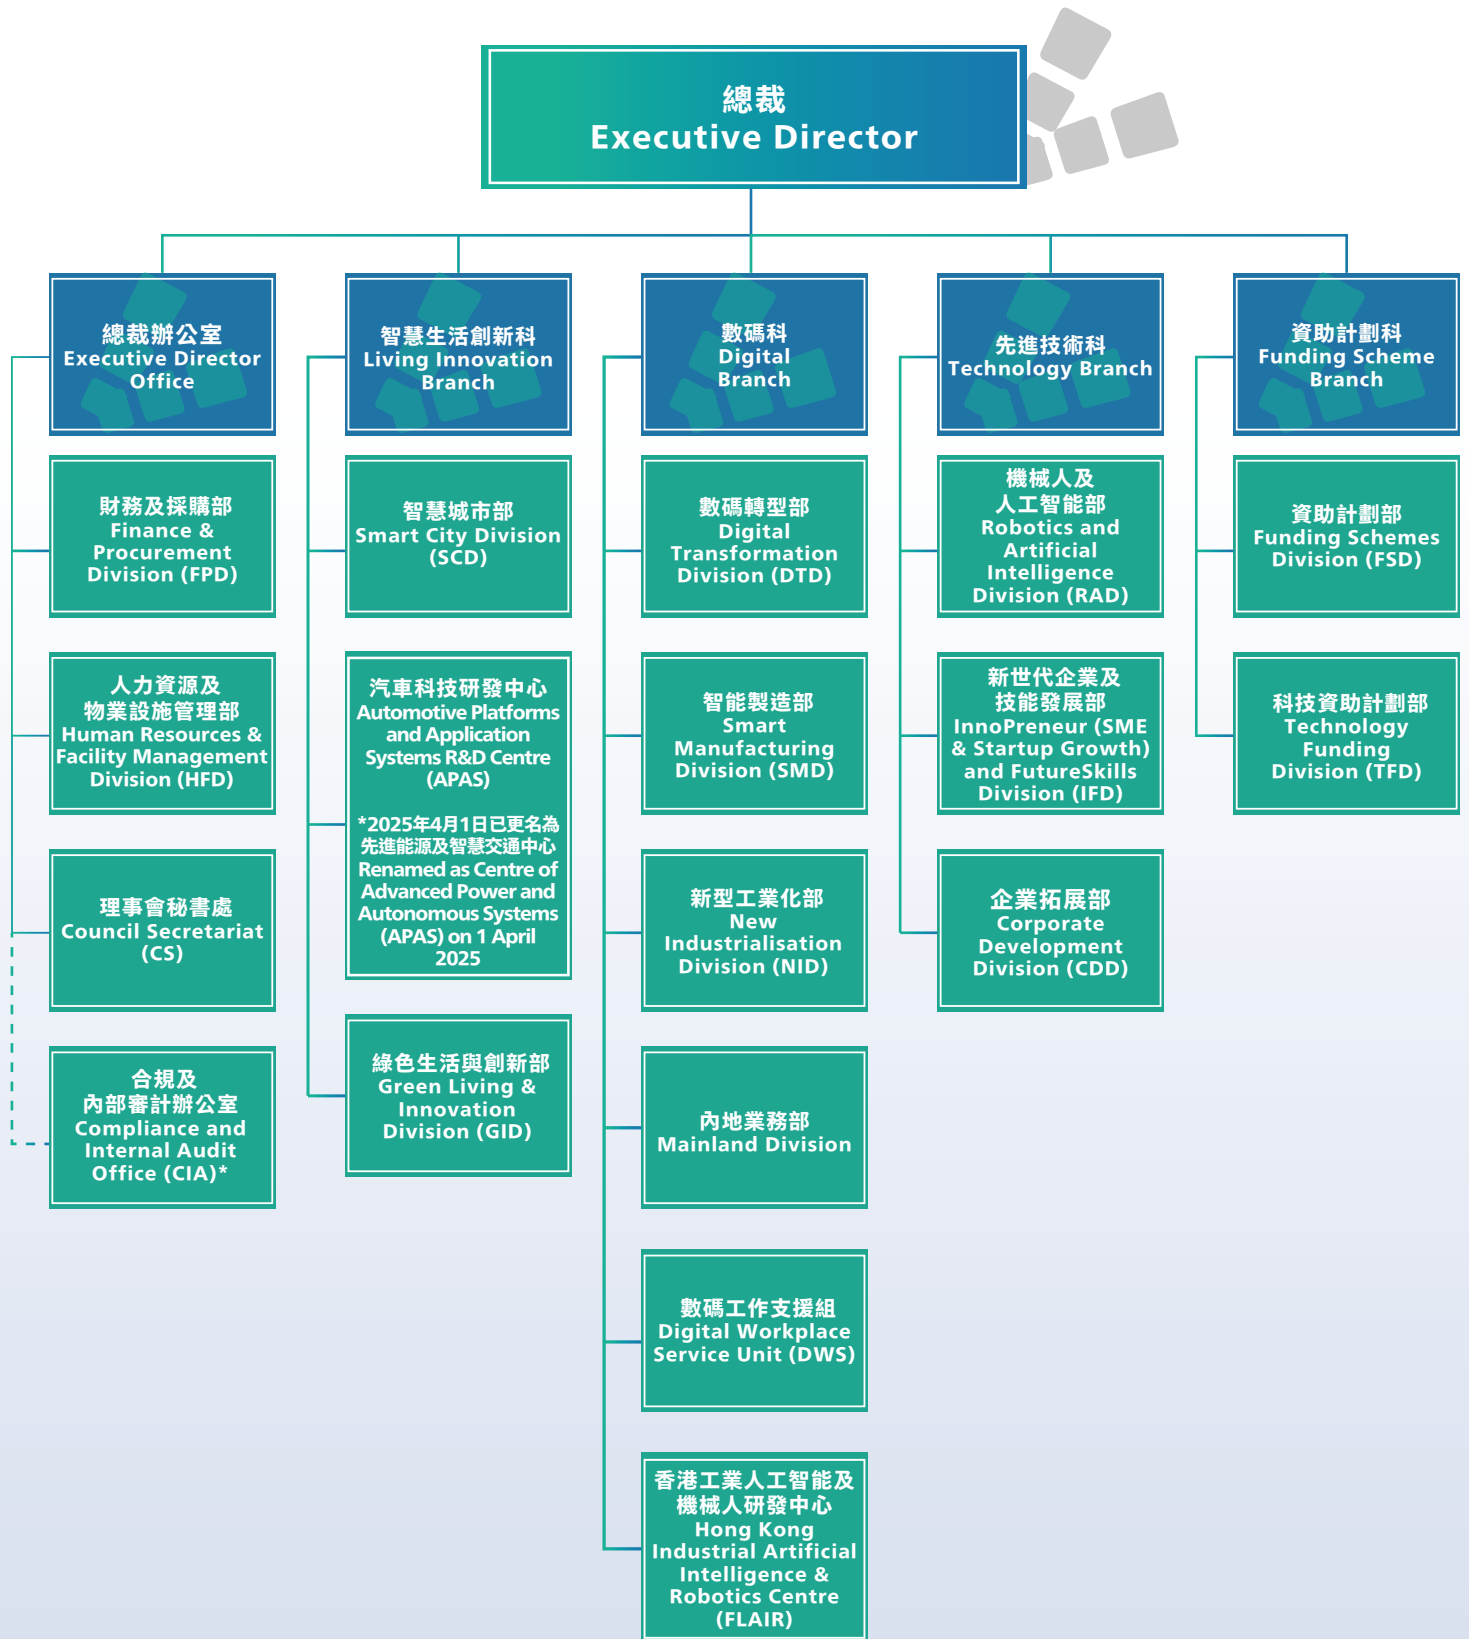 總裁
Executive Director
總裁辦公室
Executive Director
Office
財務及採購部
Finance &
Procurement
Division (FPD)
人力資源及
物業設施管理部
Human Resources &
Facility Management
Division (HFD)
理事會秘書處
Council Secretariat
(CS)
合規及
內部審計辦公室
Compliance and
Internal Audit
Office (CIA)*
智慧生活創新科
Living Innovation
Branch
智慧城市部
Smart City Division
(SCD)
汽車科技研發中心
Automotive Platforms
and Application
Systems R&D Centre
(APAS)
*2025年4月1日已更名為
先進能源及智慧交通中心
Renamed as Centre of
Advanced Power and
Autonomous Systems
(APAS) on 1 April
2025
綠色生活與創新部
Green Living &
Innovation
Division (GID)
數碼科
Digital
Branch
數碼轉型部
Digital
Transformation
Division (DTD)
智能製造部
Smart
Manufacturing
Division (SMD)
新型工業化部
New
Industrialisation
Division (NID)
內地業務部
Mainland Division
數碼工作支援組
Digital Workplace
Service Unit (DWS)
香港工業人工智能及
機械人研發中心
Hong Kong
Industrial Artificial
Intelligence &
Robotics Centre
(FLAIR)
先進技術科
Technology Branch
機械人及
人工智能部
Robotics and
Artificial
Intelligence
Division (RAD)
新世代企業及
技能發展部
InnoPreneur (SME
& Startup Growth)
and FutureSkills
Division (IFD)
企業拓展部
Corporate
Development
Division (CDD)
資助計劃科
Funding Scheme
Branch
資助計劃部
Funding Schemes
Division (FSD)
科技資助計劃部
Technology
Funding
Division (TFD)